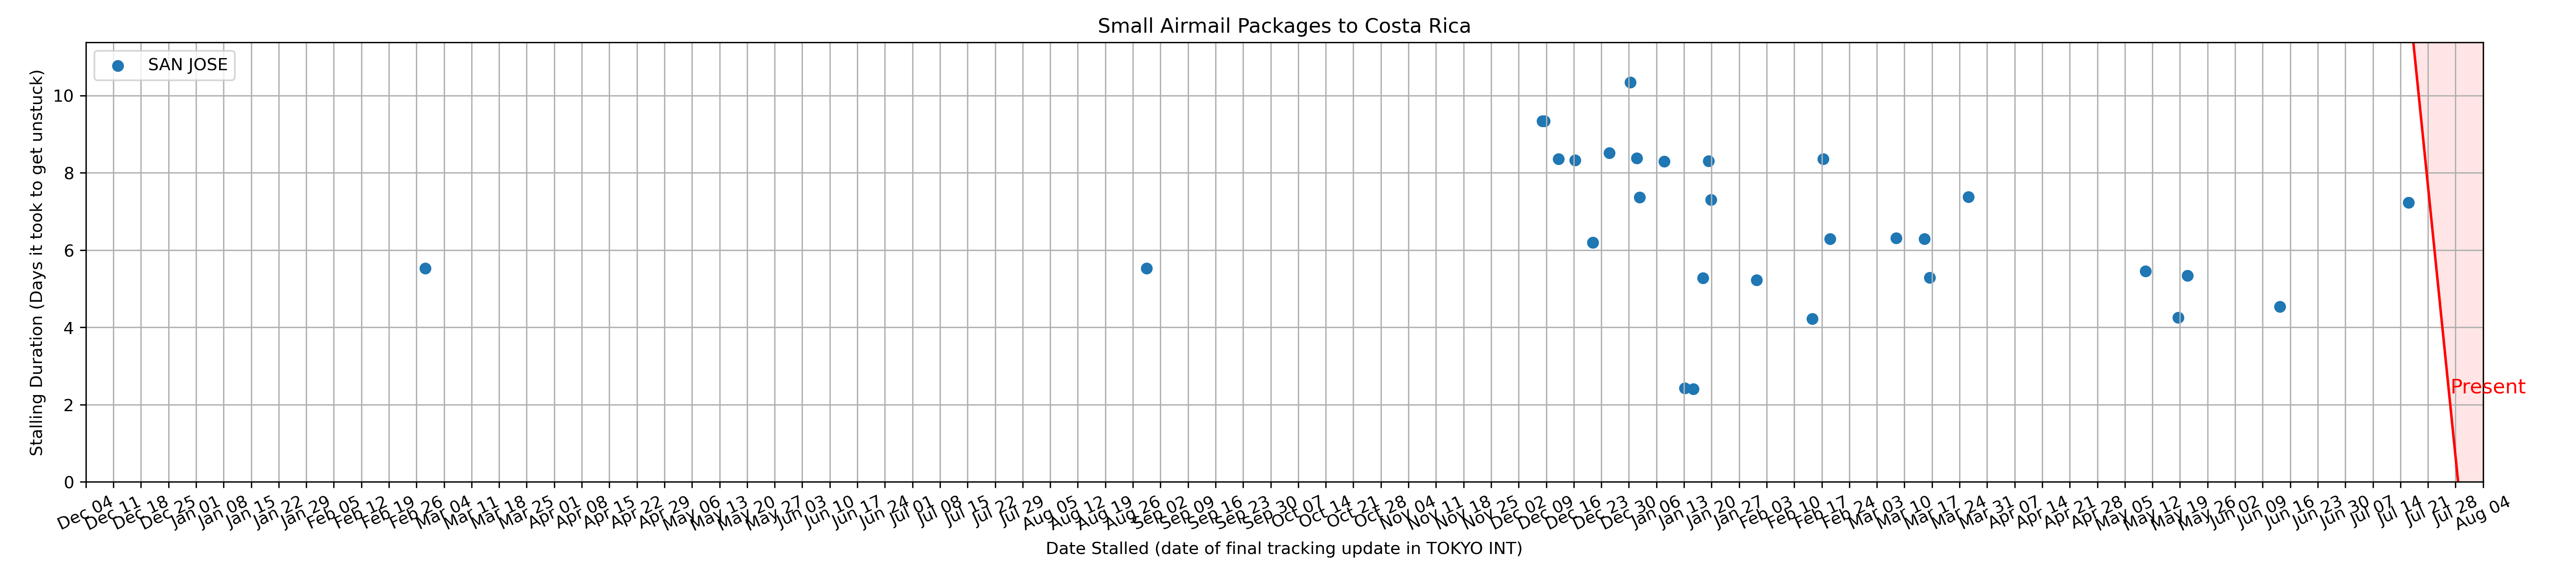 Small Airmail Packages to Costa Rica
SAN JOSE
Stalling Duration (Days it took to get unstuck)
10
8
6
4
2
0
Present
Dec 04 Dec 11 Dec 18 Dec 25 Jan 01 Jan 08 Jan 15 Jan 22 Jan 29 Feb 05 Feb 12 Feb 19 Feb 26 Mar 04 Mar 11 Mar 18 Mar 25 Apr 01 Apr 08 Apr 15 Apr 22 Apr 29 May 06 May 13 May 20 May 27 Jun 03 Jun 10 Jun 17 Jun 24 Jul 01 Jul 08 Jul 15 Jul 22 Jul 29 Aug 05 Aug 12 Aug 19 Aug 26 Sep 02 Sep 09 Sep 16 Sep 23 Sep 30 Oct 07 Oct 14 Oct 21 Oct 28 Nov 04 Nov 11 Nov 18 Nov 25 Dec 02 Dec 09 Dec 16 Dec 23 Dec 30 Jan 06 Jan 13 Jan 20 Jan 27 Feb 03 Feb 10 Feb 17 Feb 24 Mar 03 Mar 10 Mar 17 Mar 24 Mar 31 Apr 07 Apr 14 Apr 21 Apr 28 May 05 May 12 May 19 May 26 Jun 02 Jun 09 Jun 16 Jun 23 Jun 30 Jul 07 Jul 14 Jul 21 Jul 28 Aug 04
Date Stalled (date of final tracking update in TOKYO INT)